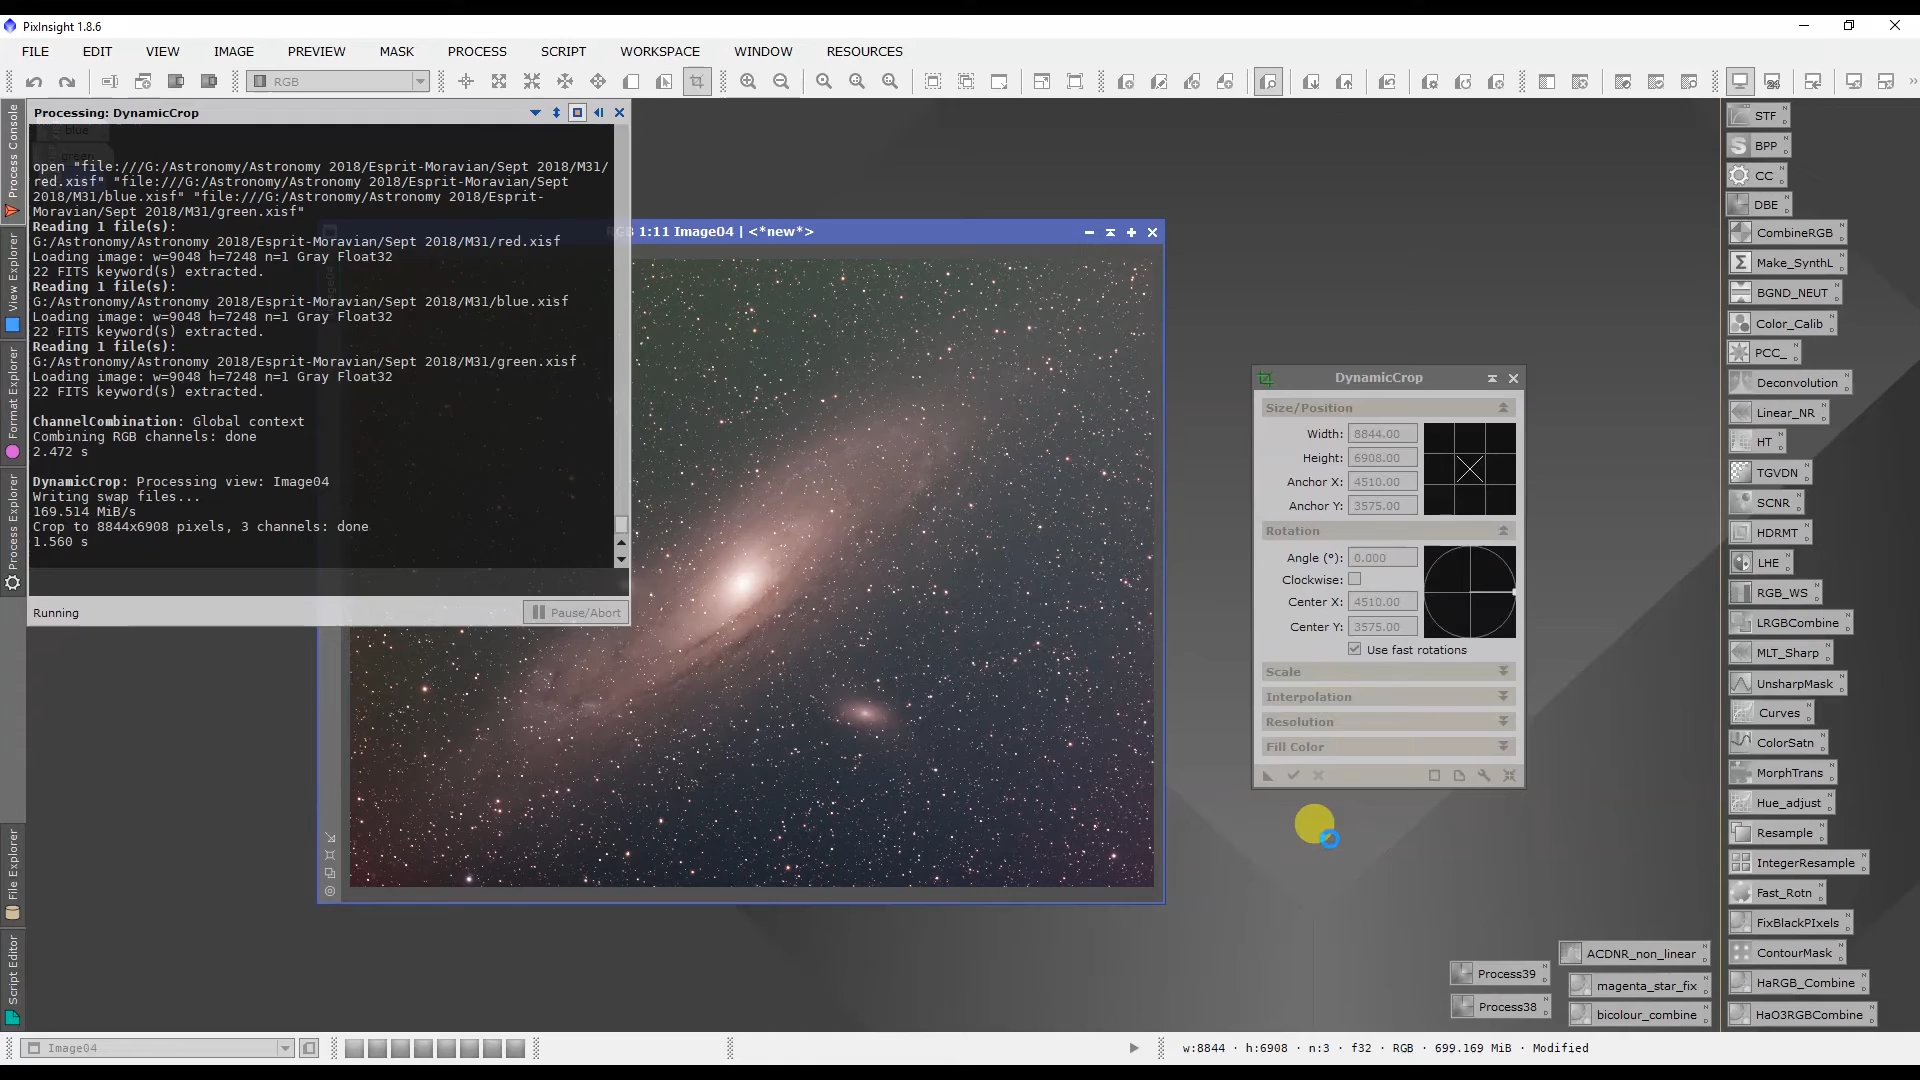 PixInsight 1.8.6
FILE EDIT VIEW IMAGE PREVIEW MASK PROCESS SCRIPT WORKSPACE WINDOW RESOURCES
RGB
Processing: DynamicCrop
blue
green
open "file:///G:/Astronomy/Astronomy 2018/Esprit-Moravian/Sept 2018/M31/
red.xisf" "file:///G:/Astronomy/Astronomy 2018/Esprit-Moravian/Sept
2018/M31/blue.xisf" "file:///G:/Astronomy/Astronomy 2018/Esprit-
Moravian/Sept 2018/M31/green.xisf"
Reading 1 file(s):
G:/Astronomy/Astronomy 2018/Esprit-Moravian/Sept 2018/M31/red.xisf
Loading image: w=9048 h=7248 n=1 Gray Float32
22 FITS keyword(s) extracted.
Reading 1 file(s):
G:/Astronomy/Astronomy 2018/Esprit-Moravian/Sept 2018/M31/blue.xisf
Loading image: w=9048 h=7248 n=1 Gray Float32
22 FITS keyword(s) extracted.
Reading 1 file(s):
G:/Astronomy/Astronomy 2018/Esprit-Moravian/Sept 2018/M31/green.xisf
Loading image: w=9048 h=7248 n=1 Gray Float32
22 FITS keyword(s) extracted.
ChannelCombination: Global context
Combining RGB channels: done
2.472 s
DynamicCrop: Processing view: Image04
Writing swap files...
169.514 MiB/s
Crop to 8844x6908 pixels, 3 channels: done
1.560 s
Running
Pause/Abort
Process Console
View Explorer
Format Explorer
Process Explorer
File Explorer
Script Editor
RGB 1:11 Image04 | <*new*>
DynamicCrop
Size/Position
Width: 8844.00
Height: 6908.00
Anchor X: 4510.00
Anchor Y: 3575.00
Rotation
Angle (°): 0.000
Clockwise:
Center X: 4510.00
Center Y: 3575.00
Use fast rotations
Scale
Interpolation
Resolution
Fill Color
STF
BPP
CC
DBE
CombineRGB
Make_SynthL
BGND_NEUT
Color_Calib
PCC_
Deconvolution
Linear_NR
HT
TGVDN
SCNR
HDRMT
LHE
RGB_WS
LRGBCombine
MLT_Sharp
UnsharpMask
Curves
ColorSatn
MorphTrans
Hue_adjust
Resample
IntegerResample
Fast_Rotn
FixBlackPIxels
ContourMask
HaRGB_Combine
HaO3RGBCombine
ACDNR_non_linear
Process39
magenta_star_fix
Process38
bicolour_combine
Image04
w:8844 · h:6908 · n:3 · f32 · RGB · 699.169 MiB · Modified